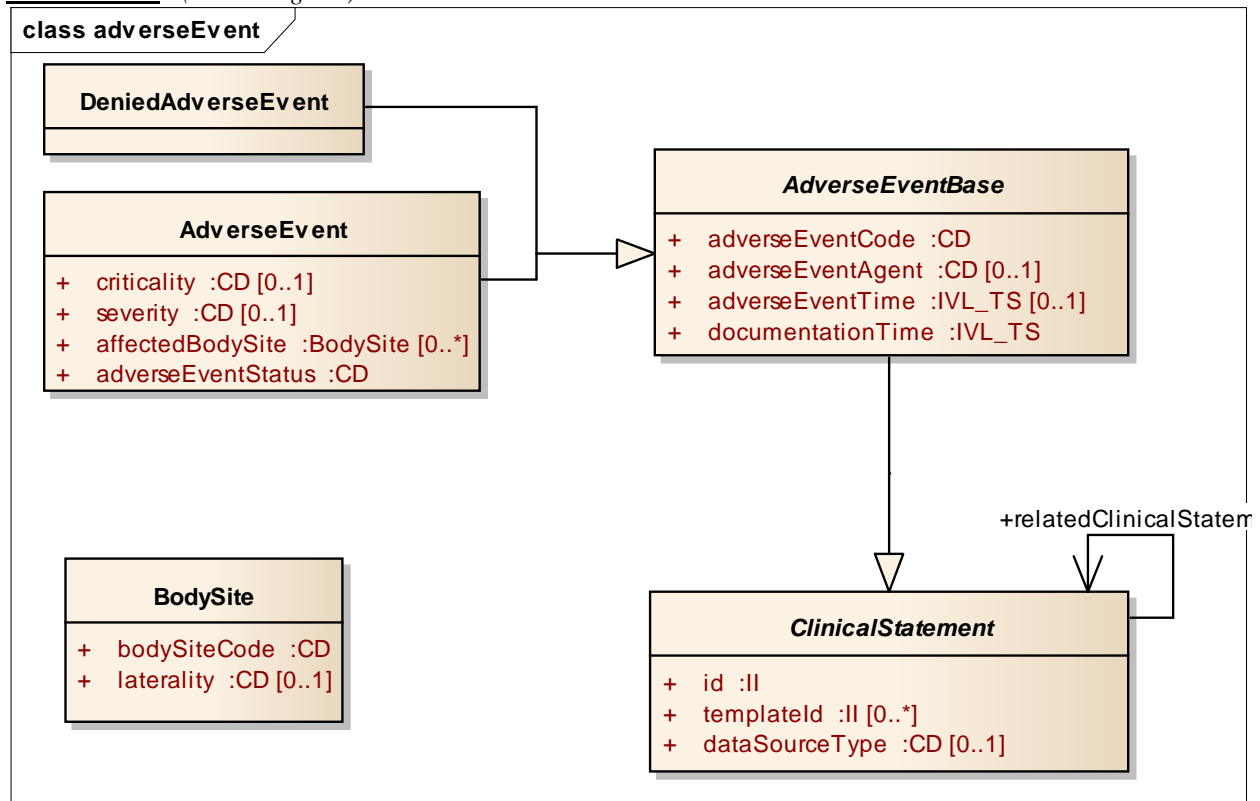 class adverseEvent
DeniedAdverseEvent
AdverseEvent
+ criticality :CD [0..1]
+ severity :CD [0..1]
+ affectedBodySite :BodySite [0..*]
+ adverseEventStatus :CD
AdverseEventBase
+ adverseEventCode :CD
+ adverseEventAgent :CD [0..1]
+ adverseEventTime :IVL_TS [0..1]
+ documentationTime :IVL_TS
BodySite
+ bodySiteCode :CD
+ laterality :CD [0..1]
+relatedClinicalStatem
ClinicalStatement
+ id :II
+ templateId :II [0..*]
+ dataSourceType :CD [0..1]